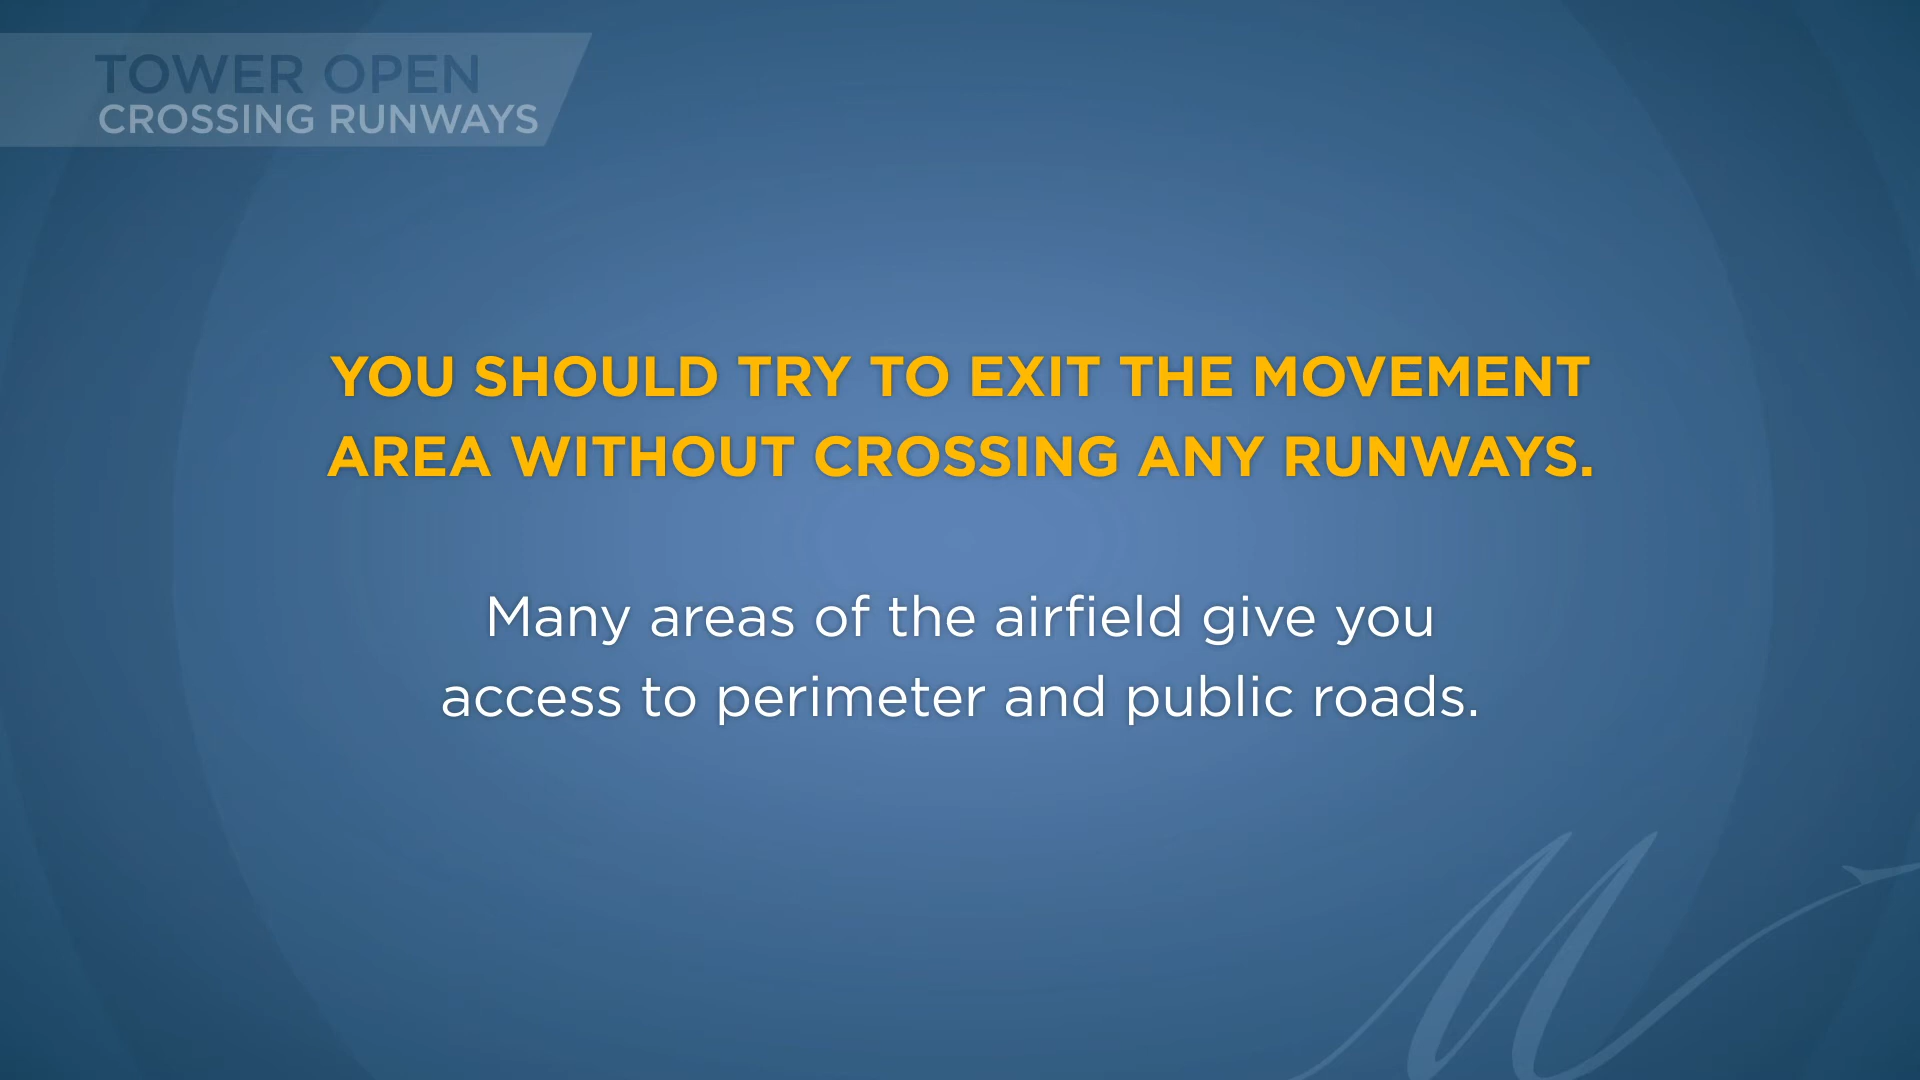 TOWER OPEN
CROSSING RUNWAYS
YOU SHOULD TRY TO EXIT THE MOVEMENT
AREA WITHOUT CROSSING ANY RUNWAYS.
Many areas of the airfield give you
access to perimeter and public roads.